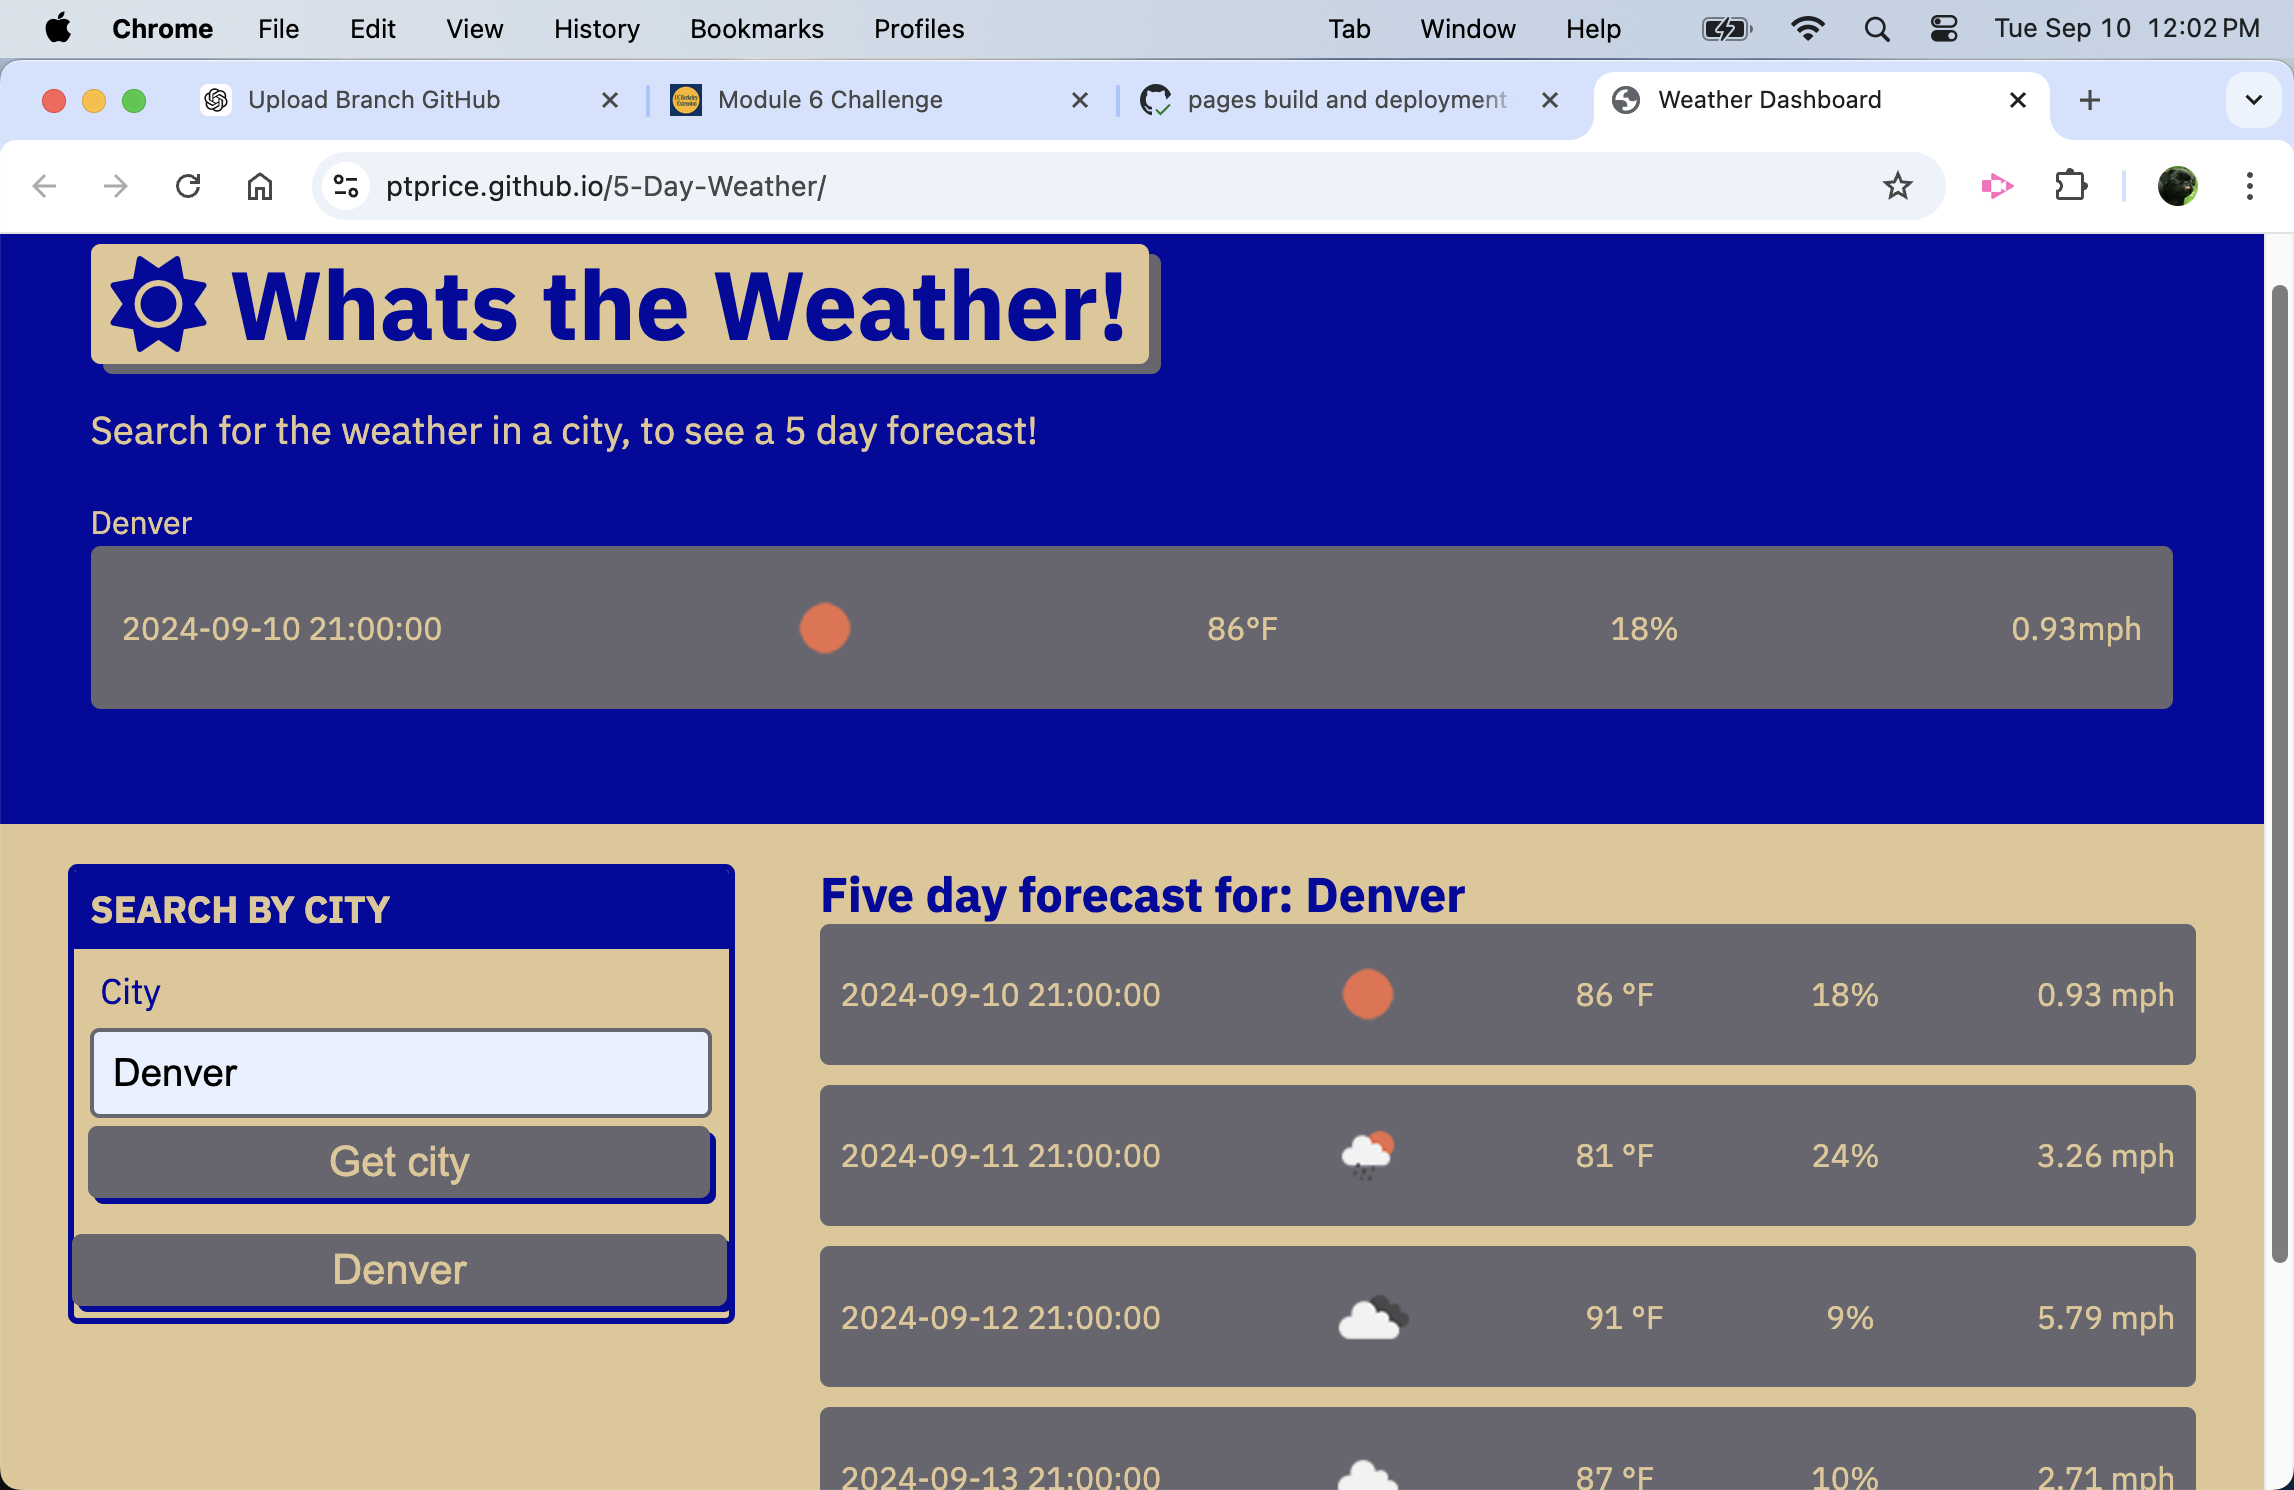 Chrome File Edit View History Bookmarks Profiles Tab Window Help Tue Sep 10 12:02 PM
Upload Branch GitHub Module 6 Challenge pages build and deployment Weather Dashboard
ptprice.github.io/5-Day-Weather/
Whats the Weather!
Search for the weather in a city, to see a 5 day forecast!
Denver
2024-09-10 21:00:00 86°F 18% 0.93mph
SEARCH BY CITY
City
Denver
Get city
Denver
Five day forecast for: Denver
2024-09-10 21:00:00 86 °F 18% 0.93 mph
2024-09-11 21:00:00 81 °F 24% 3.26 mph
2024-09-12 21:00:00 91 °F 9% 5.79 mph
2024-09-13 21:00:00 87 °F 10% 2.71 mph